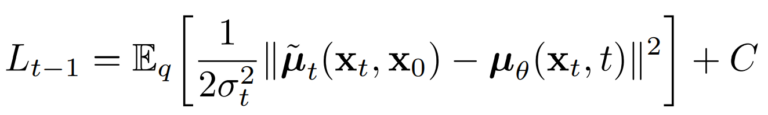 $L_{t-1} = \mathbb{E}_q \left[ \frac{1}{2\sigma_t^2} \| \tilde{\boldsymbol{\mu}}_t(\mathbf{x}_t, \mathbf{x}_0) - \boldsymbol{\mu}_\theta(\mathbf{x}_t, t) \|^2 \right] + C$